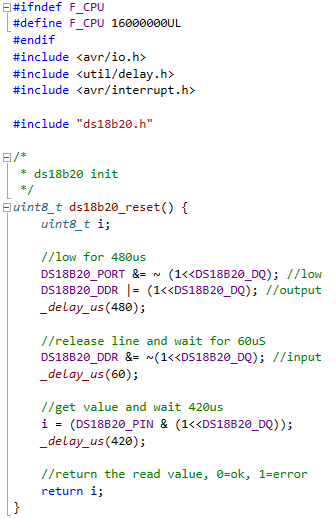 #ifndef F_CPU
#define F_CPU 16000000UL
#endif
#include <avr/io.h>
#include <util/delay.h>
#include <avr/interrupt.h>

#include "ds18b20.h"

/*
 * ds18b20 init
 */
uint8_t ds18b20_reset() {
    uint8_t i;

    //low for 480us
    DS18B20_PORT &= ~ (1<<DS18B20_DQ); //low
    DS18B20_DDR |= (1<<DS18B20_DQ); //output
    _delay_us(480);

    //release line and wait for 60uS
    DS18B20_DDR &= ~(1<<DS18B20_DQ); //input
    _delay_us(60);

    //get value and wait 420us
    i = (DS18B20_PIN & (1<<DS18B20_DQ));
    _delay_us(420);

    //return the read value, 0=ok, 1=error
    return i;
}